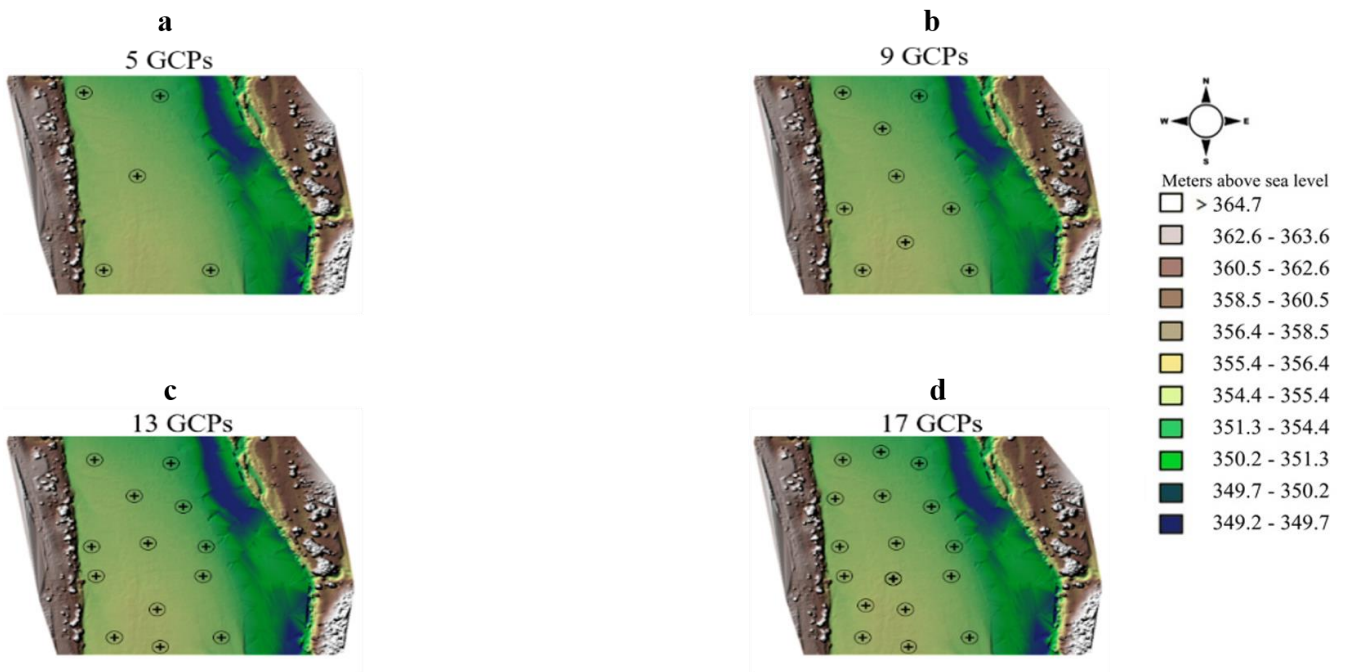 a
5 GCPs
b
9 GCPs
N
W E
S
Meters above sea level
> 364.7
362.6 - 363.6
360.5 - 362.6
358.5 - 360.5
356.4 - 358.5
355.4 - 356.4
354.4 - 355.4
351.3 - 354.4
350.2 - 351.3
349.7 - 350.2
349.2 - 349.7
c
13 GCPs
d
17 GCPs